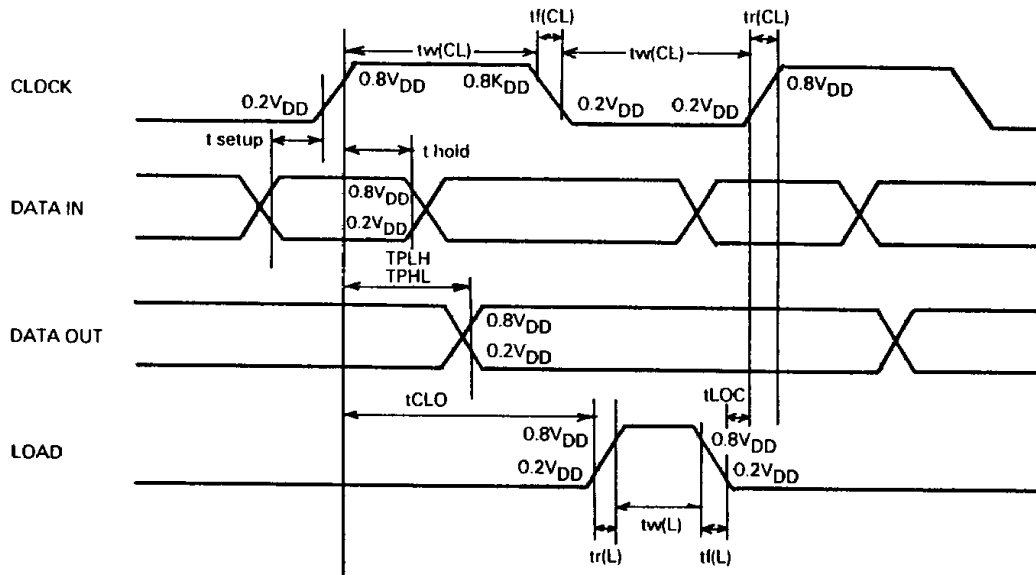 tf(CL)
tr(CL)
tw(CL)
tw(CL)
CLOCK
0.8VDD
0.8KDD
0.8VDD
0.2VDD
0.2VDD
0.2VDD
t setup
t hold
DATA IN
0.8VDD
0.2VDD
TPLH
TPHL
DATA OUT
0.8VDD
0.2VDD
tCLO
tLOC
LOAD
0.8VDD
0.8VDD
0.2VDD
0.2VDD
tw(L)
tr(L)
tf(L)